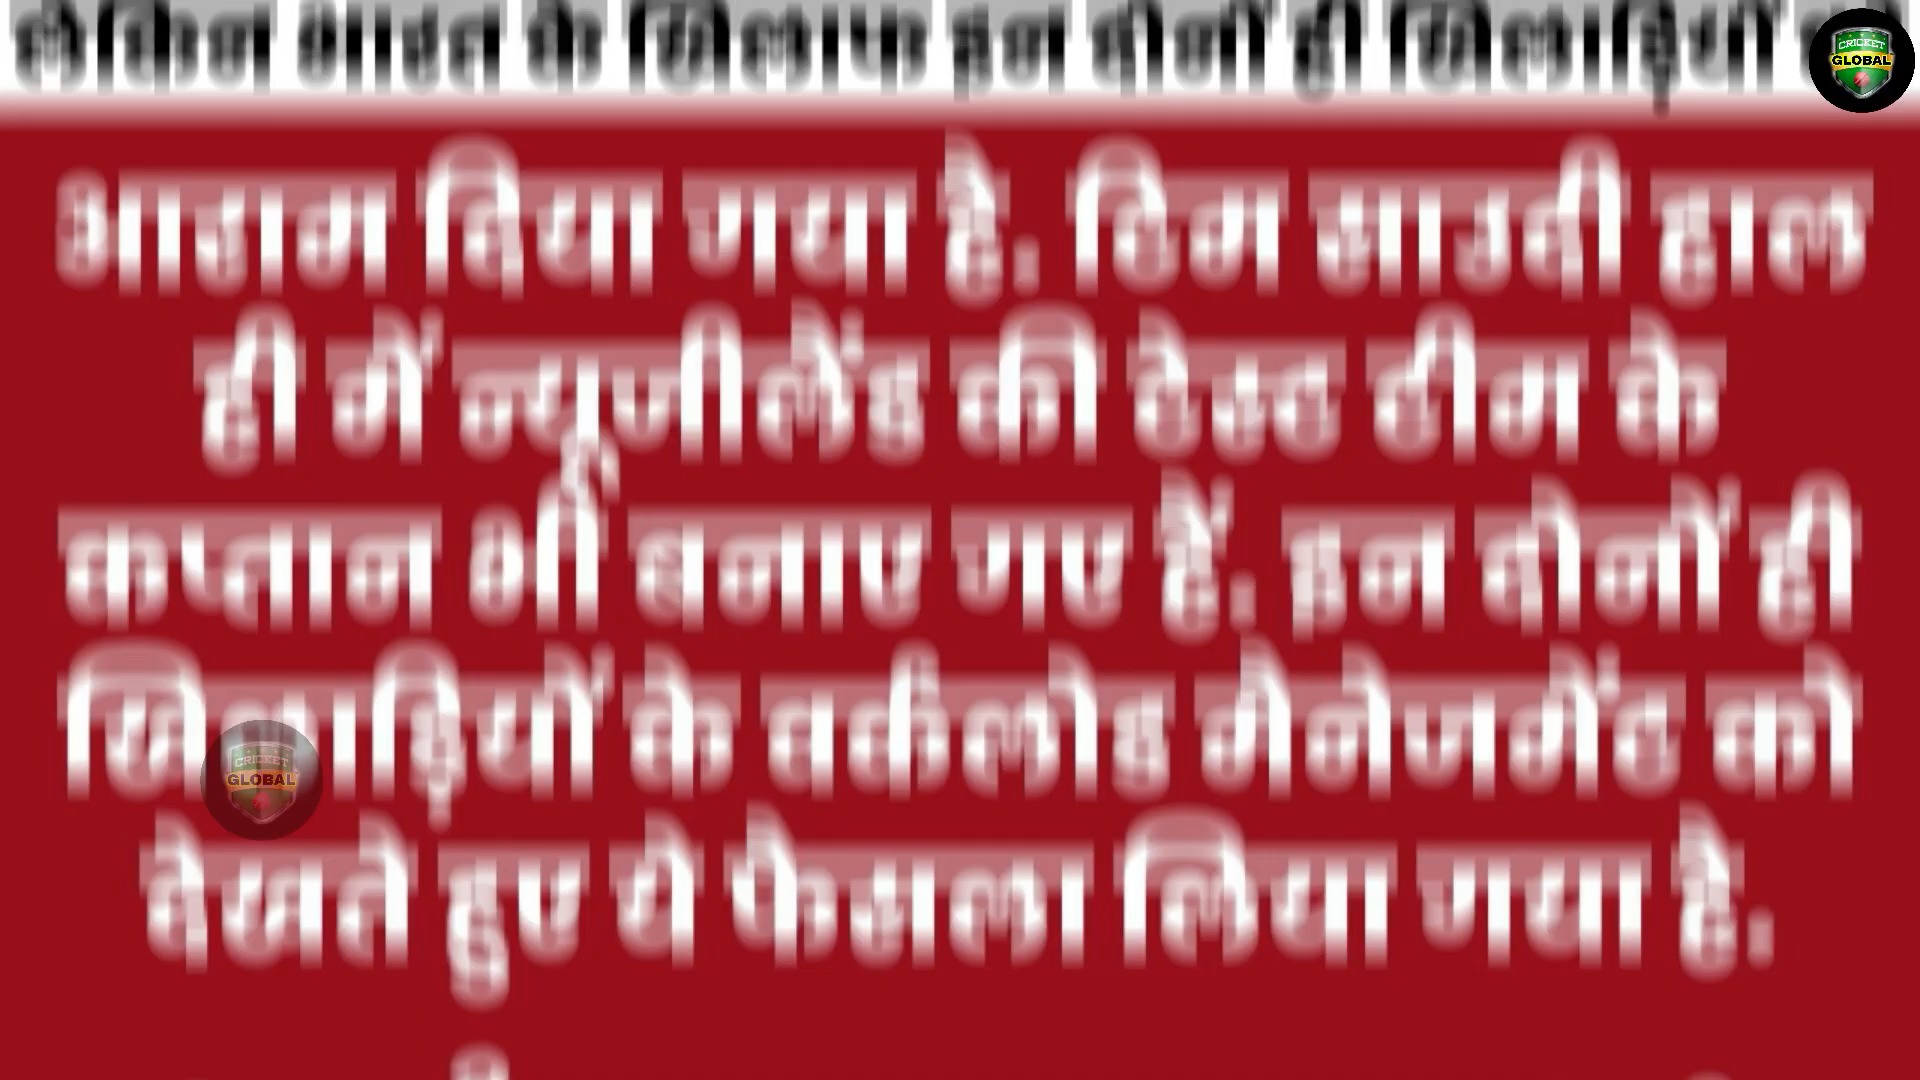 लेकिन भारत के खिलाफ इन दोनों ही खिलाड़ियों को
CRICKET
GLOBAL
आराम दिया गया है. टिम साउदी हाल
ही में न्यूजीलैंड की टेस्ट टीम के
कप्तान भी बनाए गए हैं. इन दोनों ही
खिलाड़ियों के वर्कलोड मैनेजमेंट को
CRICKET
GLOBAL
देखते हुए ये फैसला लिया गया है.